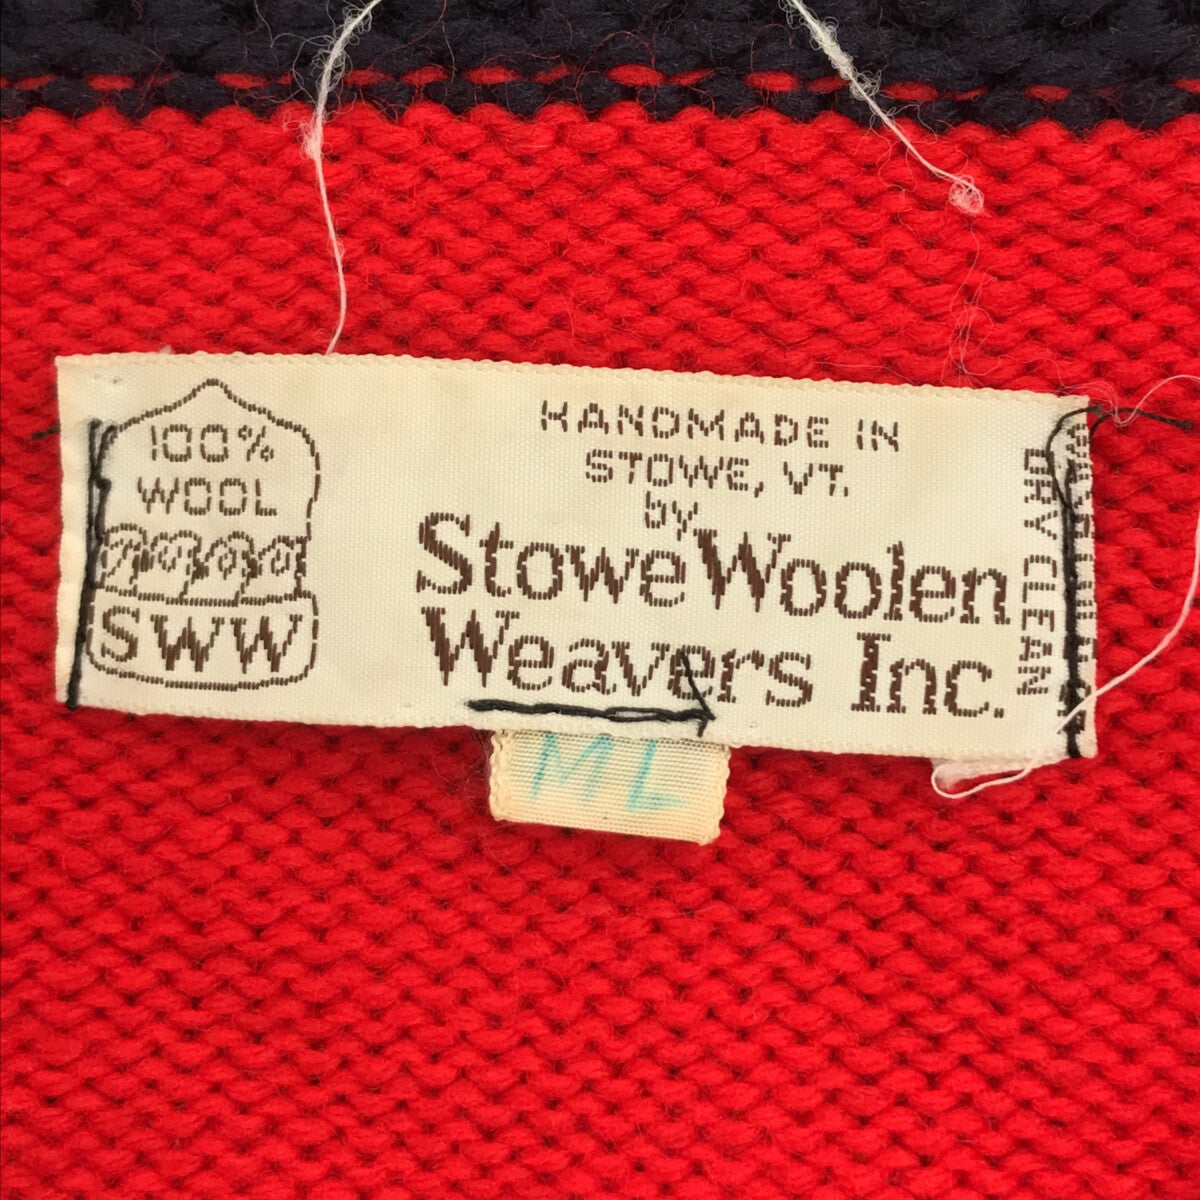 100%
WOOL
SWW
HANDMADE IN
STOWE, VT.
by
Stowe Woolen
Weavers Inc.
DRY CLEAN
ML